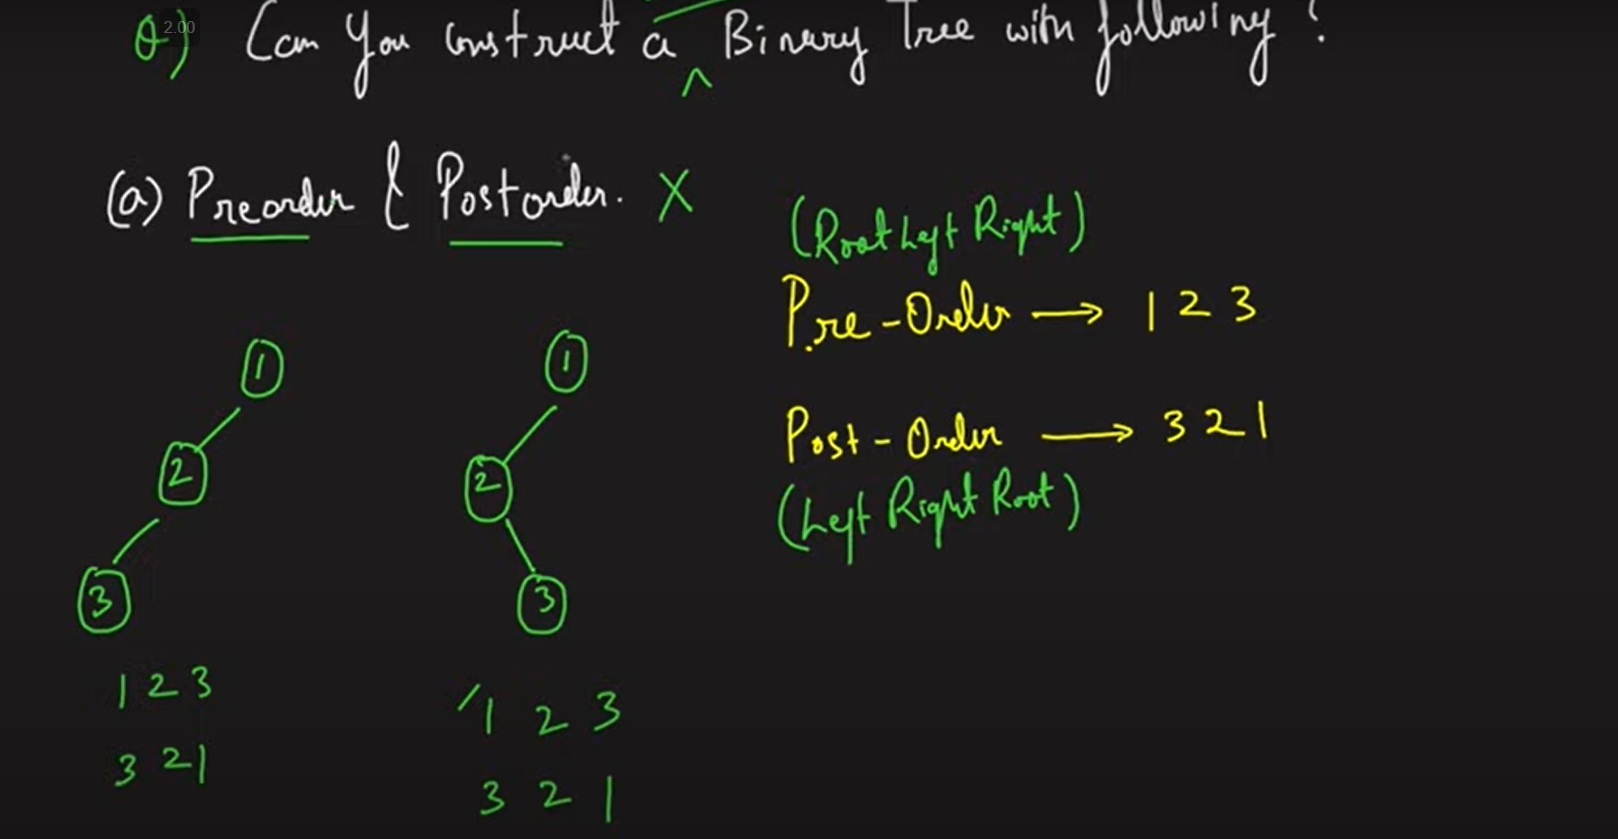 Q) Can you construct a Binary Tree with following?
^
2.00
(a) Preorder & Postorder. X
(Root Left Right)
Pre-Order → 1 2 3
Post-Order → 3 2 1
(Left Right Root)
1
2
3
1 2 3
3 2 1
1
2
3
1 2 3
3 2 1